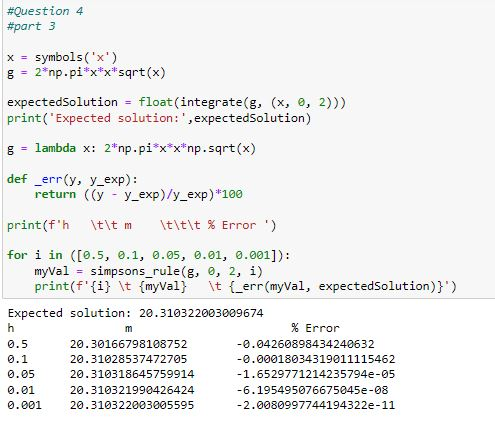 #Question 4
#part 3
x = symbols('x')
g = 2*np.pi*x*x*sqrt(x)
expectedSolution = float(integrate(g, (x, 0, 2)))
print('Expected solution:',expectedSolution)
g = lambda x: 2*np.pi*x*x*np.sqrt(x)
def _err(y, y_exp):
    return ((y - y_exp)/y_exp)*100
print(f'h   \t\t m    \t\t\t % Error ')
for i in ([0.5, 0.1, 0.05, 0.01, 0.001]):
    myVal = simpsons_rule(g, 0, 2, i)
    print(f'{i} \t {myVal}   \t {_err(myVal, expectedSolution)}')
Expected solution: 20.310322003009674
h m % Error
0.5 20.30166798108752 -0.04260898434240632
0.1 20.31028537472705 -0.00018034319011115462
0.05 20.310318645759914 -1.6529771214235794e-05
0.01 20.310321990426424 -6.195495076675045e-08
0.001 20.310322003005595 -2.0080997744194322e-11